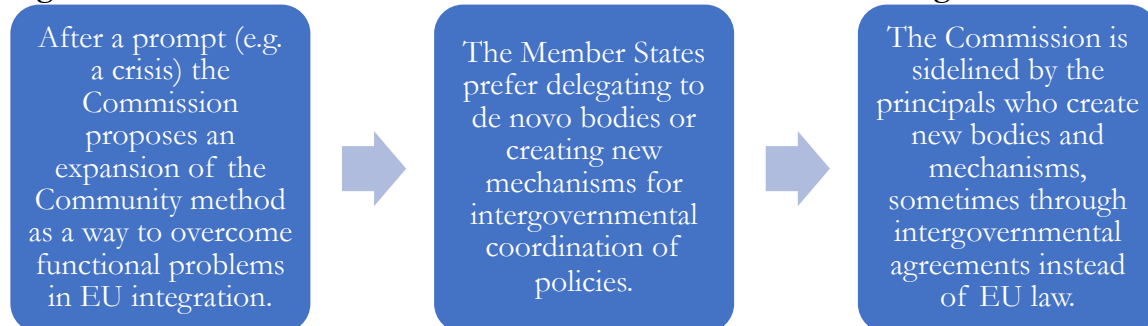 After a prompt (e.g.
a crisis) the
Commission
proposes an
expansion of the
Community method
as a way to overcome
functional problems
in EU integration.
The Member States
prefer delegating to
de novo bodies or
creating new
mechanisms for
intergovernmental
coordination of
policies.
The Commission is
sidelined by the
principals who create
new bodies and
mechanisms,
sometimes through
intergovernmental
agreements instead
of EU law.